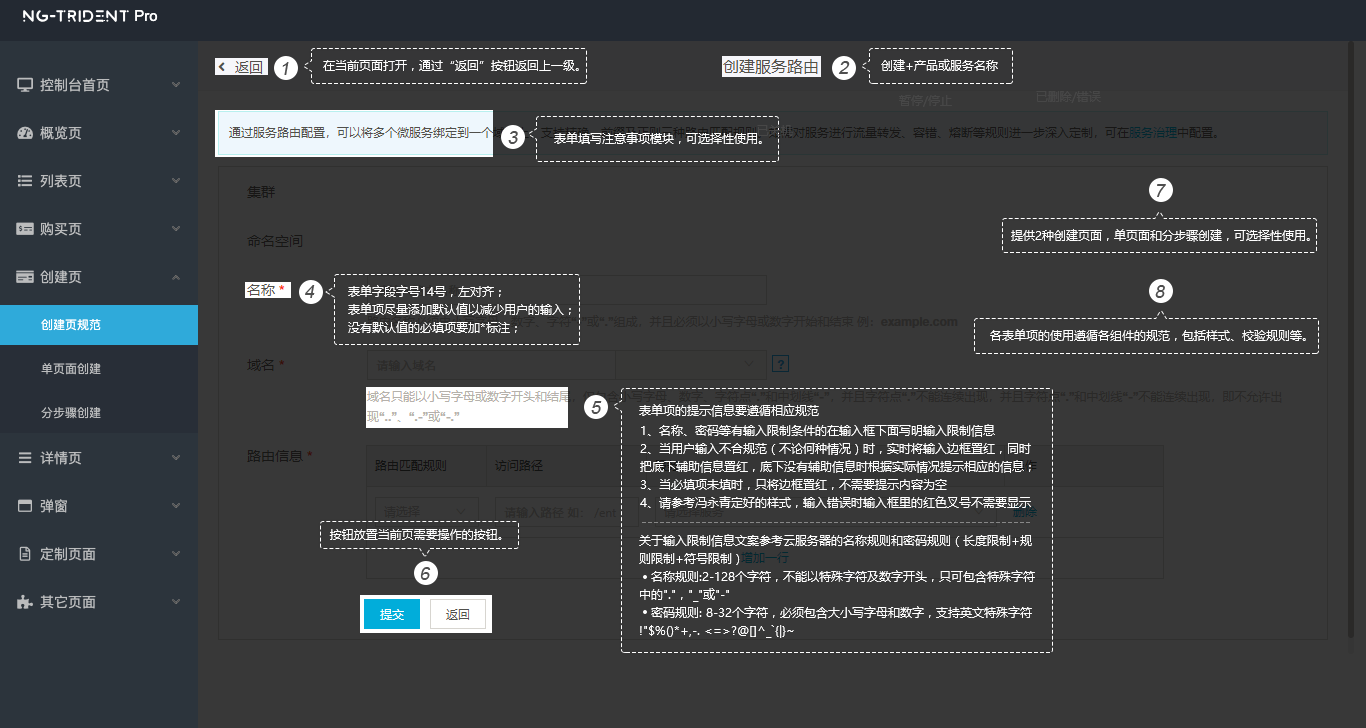 NG-TRIDENT Pro
控制台首页
概览页
列表页
购买页
创建页
创建页规范
单页面创建
分步骤创建
详情页
弹窗
定制页面
其它页面
返回
1
在当前页面打开，通过“返回”按钮返回上一级。
创建服务路由
2
创建+产品或服务名称
暂停/停止
已删除/错误
通过服务路由配置，可以将多个微服务绑定到一个
对服务进行流量转发、容错、熔断等规则进一步深入定制，可在服务治理中配置。
3
表单填写注意事项模块，可选择性使用。
集群
7
提供2种创建页面，单页面和分步骤创建，可选择性使用。
命名空间
名称 *
4
表单字段字号14号，左对齐；
表单项尽量添加默认值以减少用户的输入；
没有默认值的必填项要加*标注；
或“-”组成，并且必须以小写字母或数字开始和结束 例：example.com
8
各表单项的使用遵循各组件的规范，包括样式、校验规则等。
域名 *
请输入域名
?
域名只能以小写字母或数字开头和结尾
现“..”、“.-”或“-.”
小写字母、数字、字符点“.”和中划线“-”，并且字符点“.”不能连续出现，并且字符点“.”和中划线“-”不能连续出现，即不允许出
5
表单项的提示信息要遵循相应规范
1、名称、密码等有输入限制条件的在输入框下面写明输入限制信息
2、当用户输入不合规范（不论何种情况）时，实时将输入边框置红，同时
把底下辅助信息置红，底下没有辅助信息时根据实际情况提示相应的信息；
3、当必填项未填时，只将边框置红，不需要提示内容为空
4、请参考冯永青定好的样式，输入错误时输入框里的红色叉号不需要显示
关于输入限制信息文案参考云服务器的名称规则和密码规则（长度限制+规
则限制+符号限制）
•名称规则:2-128个字符，不能以特殊字符及数字开头，只可包含特殊字符
中的"."，"_"或"-"
•密码规则: 8-32个字符，必须包含大小写字母和数字，支持英文特殊字符
!"$%()*+,-. <=>?@[]^_`{|}~
路由信息 *
路由匹配规则
访问路径
请选择
请输入路径 如： /ent
删除
增加一行
按钮放置当前页需要操作的按钮。
6
提交
返回